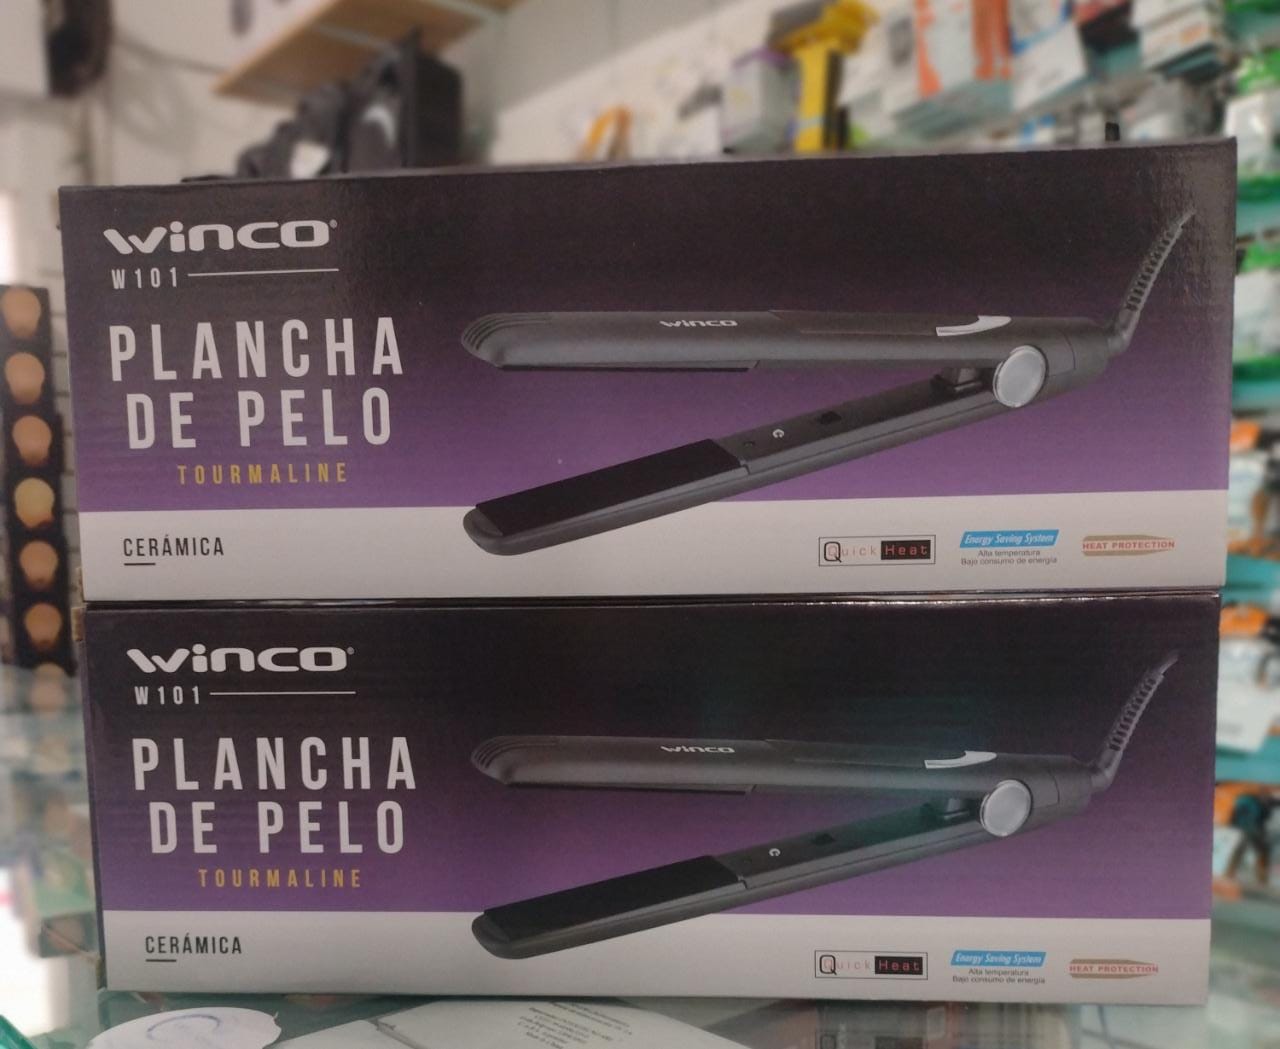 Winco®
W101
PLANCHA
DE PELO
TOURMALINE
CERÁMICA
winco
Quick Heat
Energy Saving System
Alta temperatura
Bajo consumo de energía
HEAT PROTECTION
Winco®
W101
PLANCHA
DE PELO
TOURMALINE
CERÁMICA
winco
Quick Heat
Energy Saving System
Alta temperatura
Bajo consumo de energía
HEAT PROTECTION